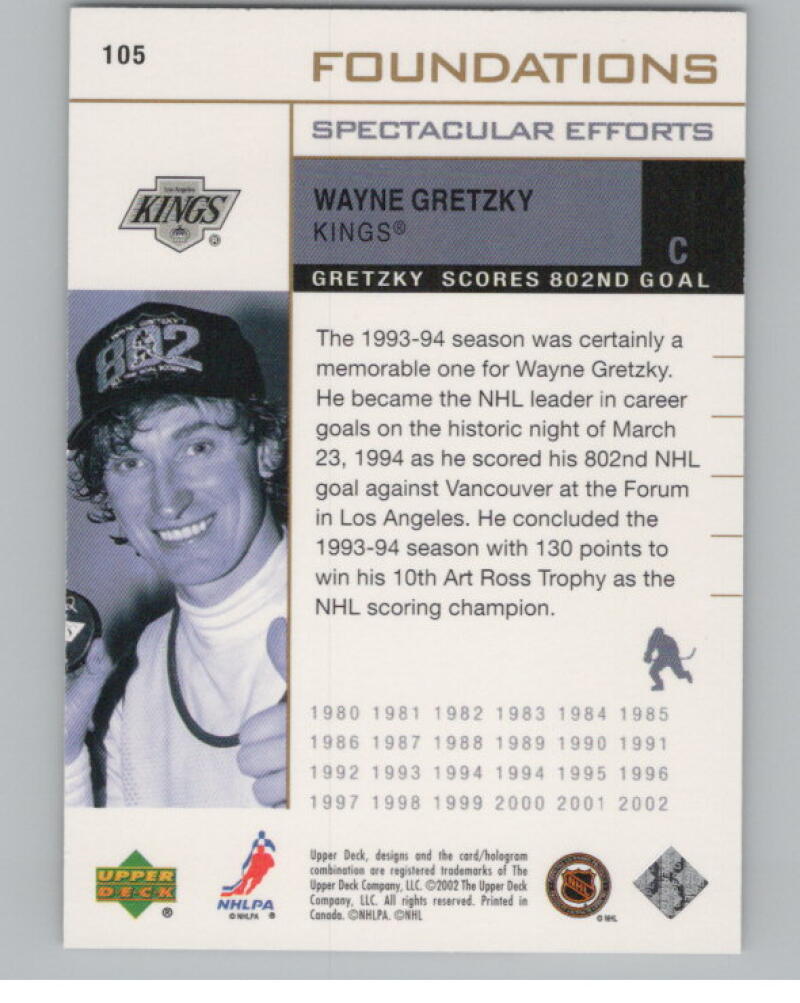 105
FOUNDATIONS
SPECTACULAR EFFORTS
Los Angeles
KINGS
®
WAYNE GRETZKY
KINGS®
C
GRETZKY SCORES 802ND GOAL
802
The 1993-94 season was certainly a
memorable one for Wayne Gretzky.
He became the NHL leader in career
goals on the historic night of March
23, 1994 as he scored his 802nd NHL
goal against Vancouver at the Forum
in Los Angeles. He concluded the
1993-94 season with 130 points to
win his 10th Art Ross Trophy as the
NHL scoring champion.
1980 1981 1982 1983 1984 1985
1986 1987 1988 1989 1990 1991
1992 1993 1994 1994 1995 1996
1997 1998 1999 2000 2001 2002
UPPER
DECK
®
NHLPA
© NHLPA ®
Upper Deck, designs and the card/hologram
combination are registered trademarks of The
Upper Deck Company, LLC. ©2002 The Upper Deck
Company, LLC. All rights reserved. Printed in
Canada. ©NHLPA. ©NHL
NHL
© NHL